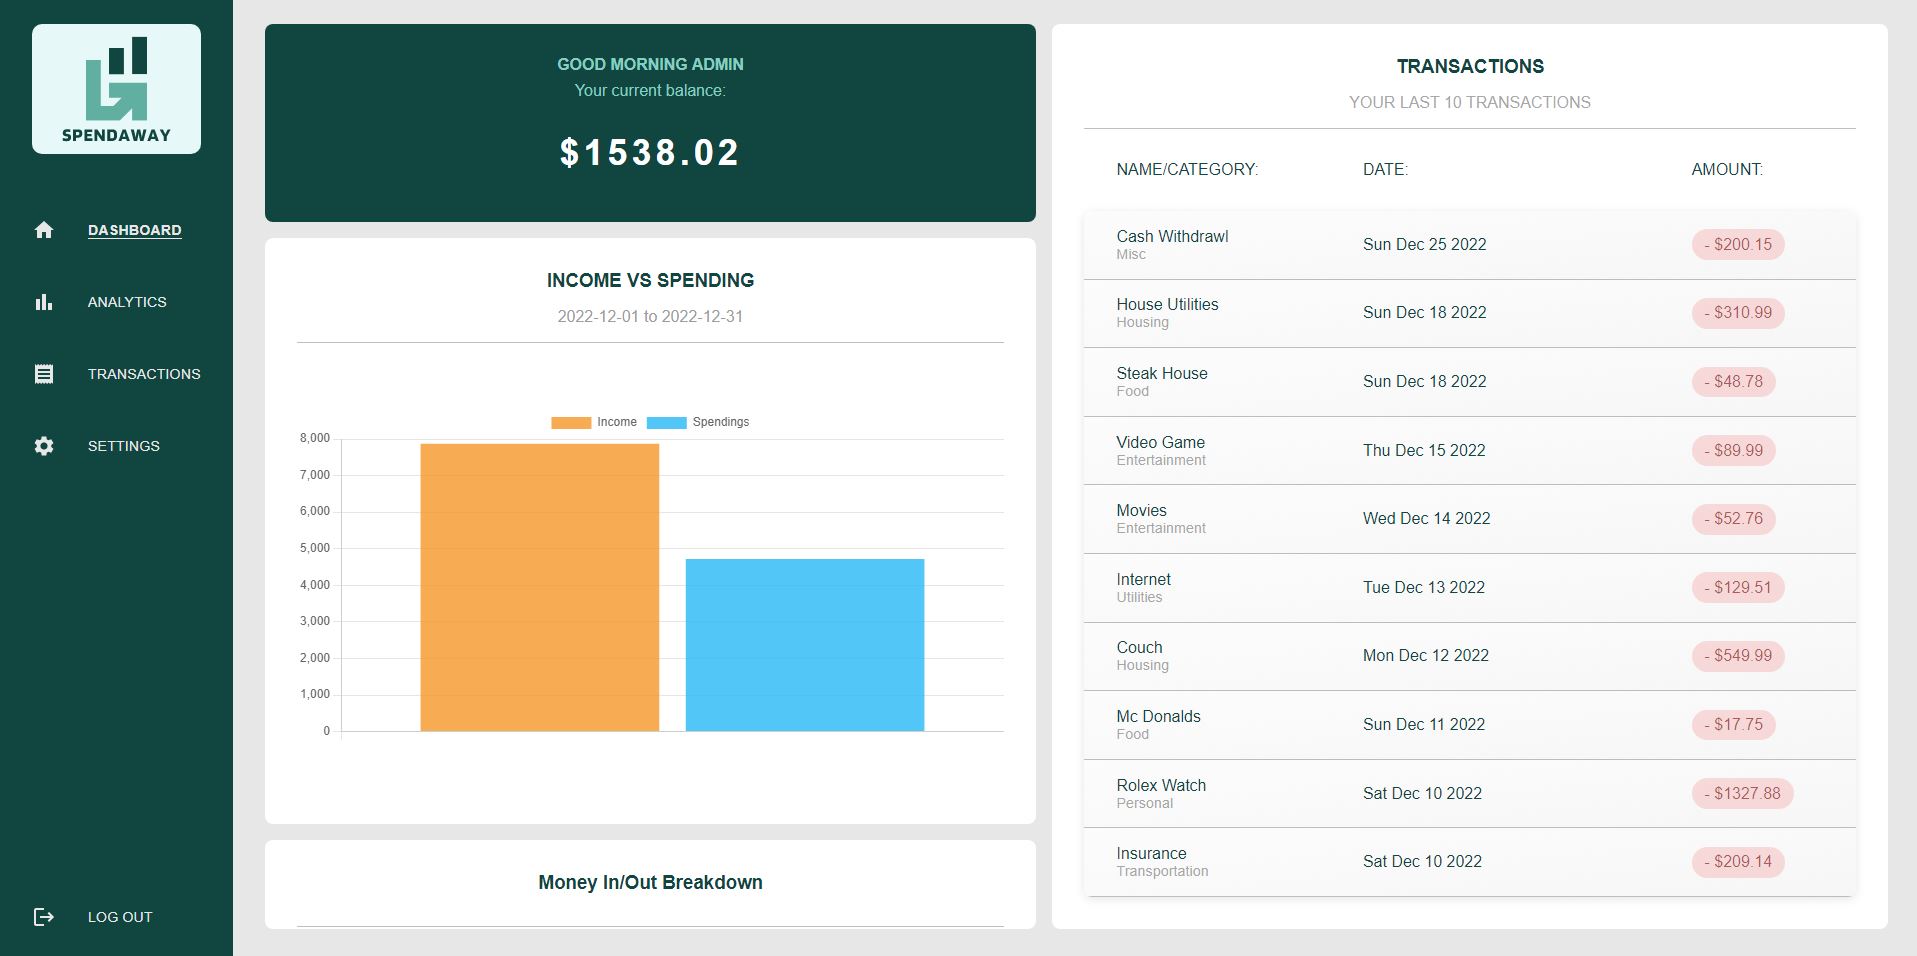 SPENDAWAY
DASHBOARD
ANALYTICS
TRANSACTIONS
SETTINGS
LOG OUT
GOOD MORNING ADMIN
Your current balance:
$1538.02
INCOME VS SPENDING
2022-12-01 to 2022-12-31
Income Spendings
8,000
7,000
6,000
5,000
4,000
3,000
2,000
1,000
0
Money In/Out Breakdown
TRANSACTIONS
YOUR LAST 10 TRANSACTIONS
NAME/CATEGORY: DATE: AMOUNT:
Cash Withdrawl Sun Dec 25 2022 - $200.15
Misc
House Utilities Sun Dec 18 2022 - $310.99
Housing
Steak House Sun Dec 18 2022 - $48.78
Food
Video Game Thu Dec 15 2022 - $89.99
Entertainment
Movies Wed Dec 14 2022 - $52.76
Entertainment
Internet Tue Dec 13 2022 - $129.51
Utilities
Couch Mon Dec 12 2022 - $549.99
Housing
Mc Donalds Sun Dec 11 2022 - $17.75
Food
Rolex Watch Sat Dec 10 2022 - $1327.88
Personal
Insurance Sat Dec 10 2022 - $209.14
Transportation